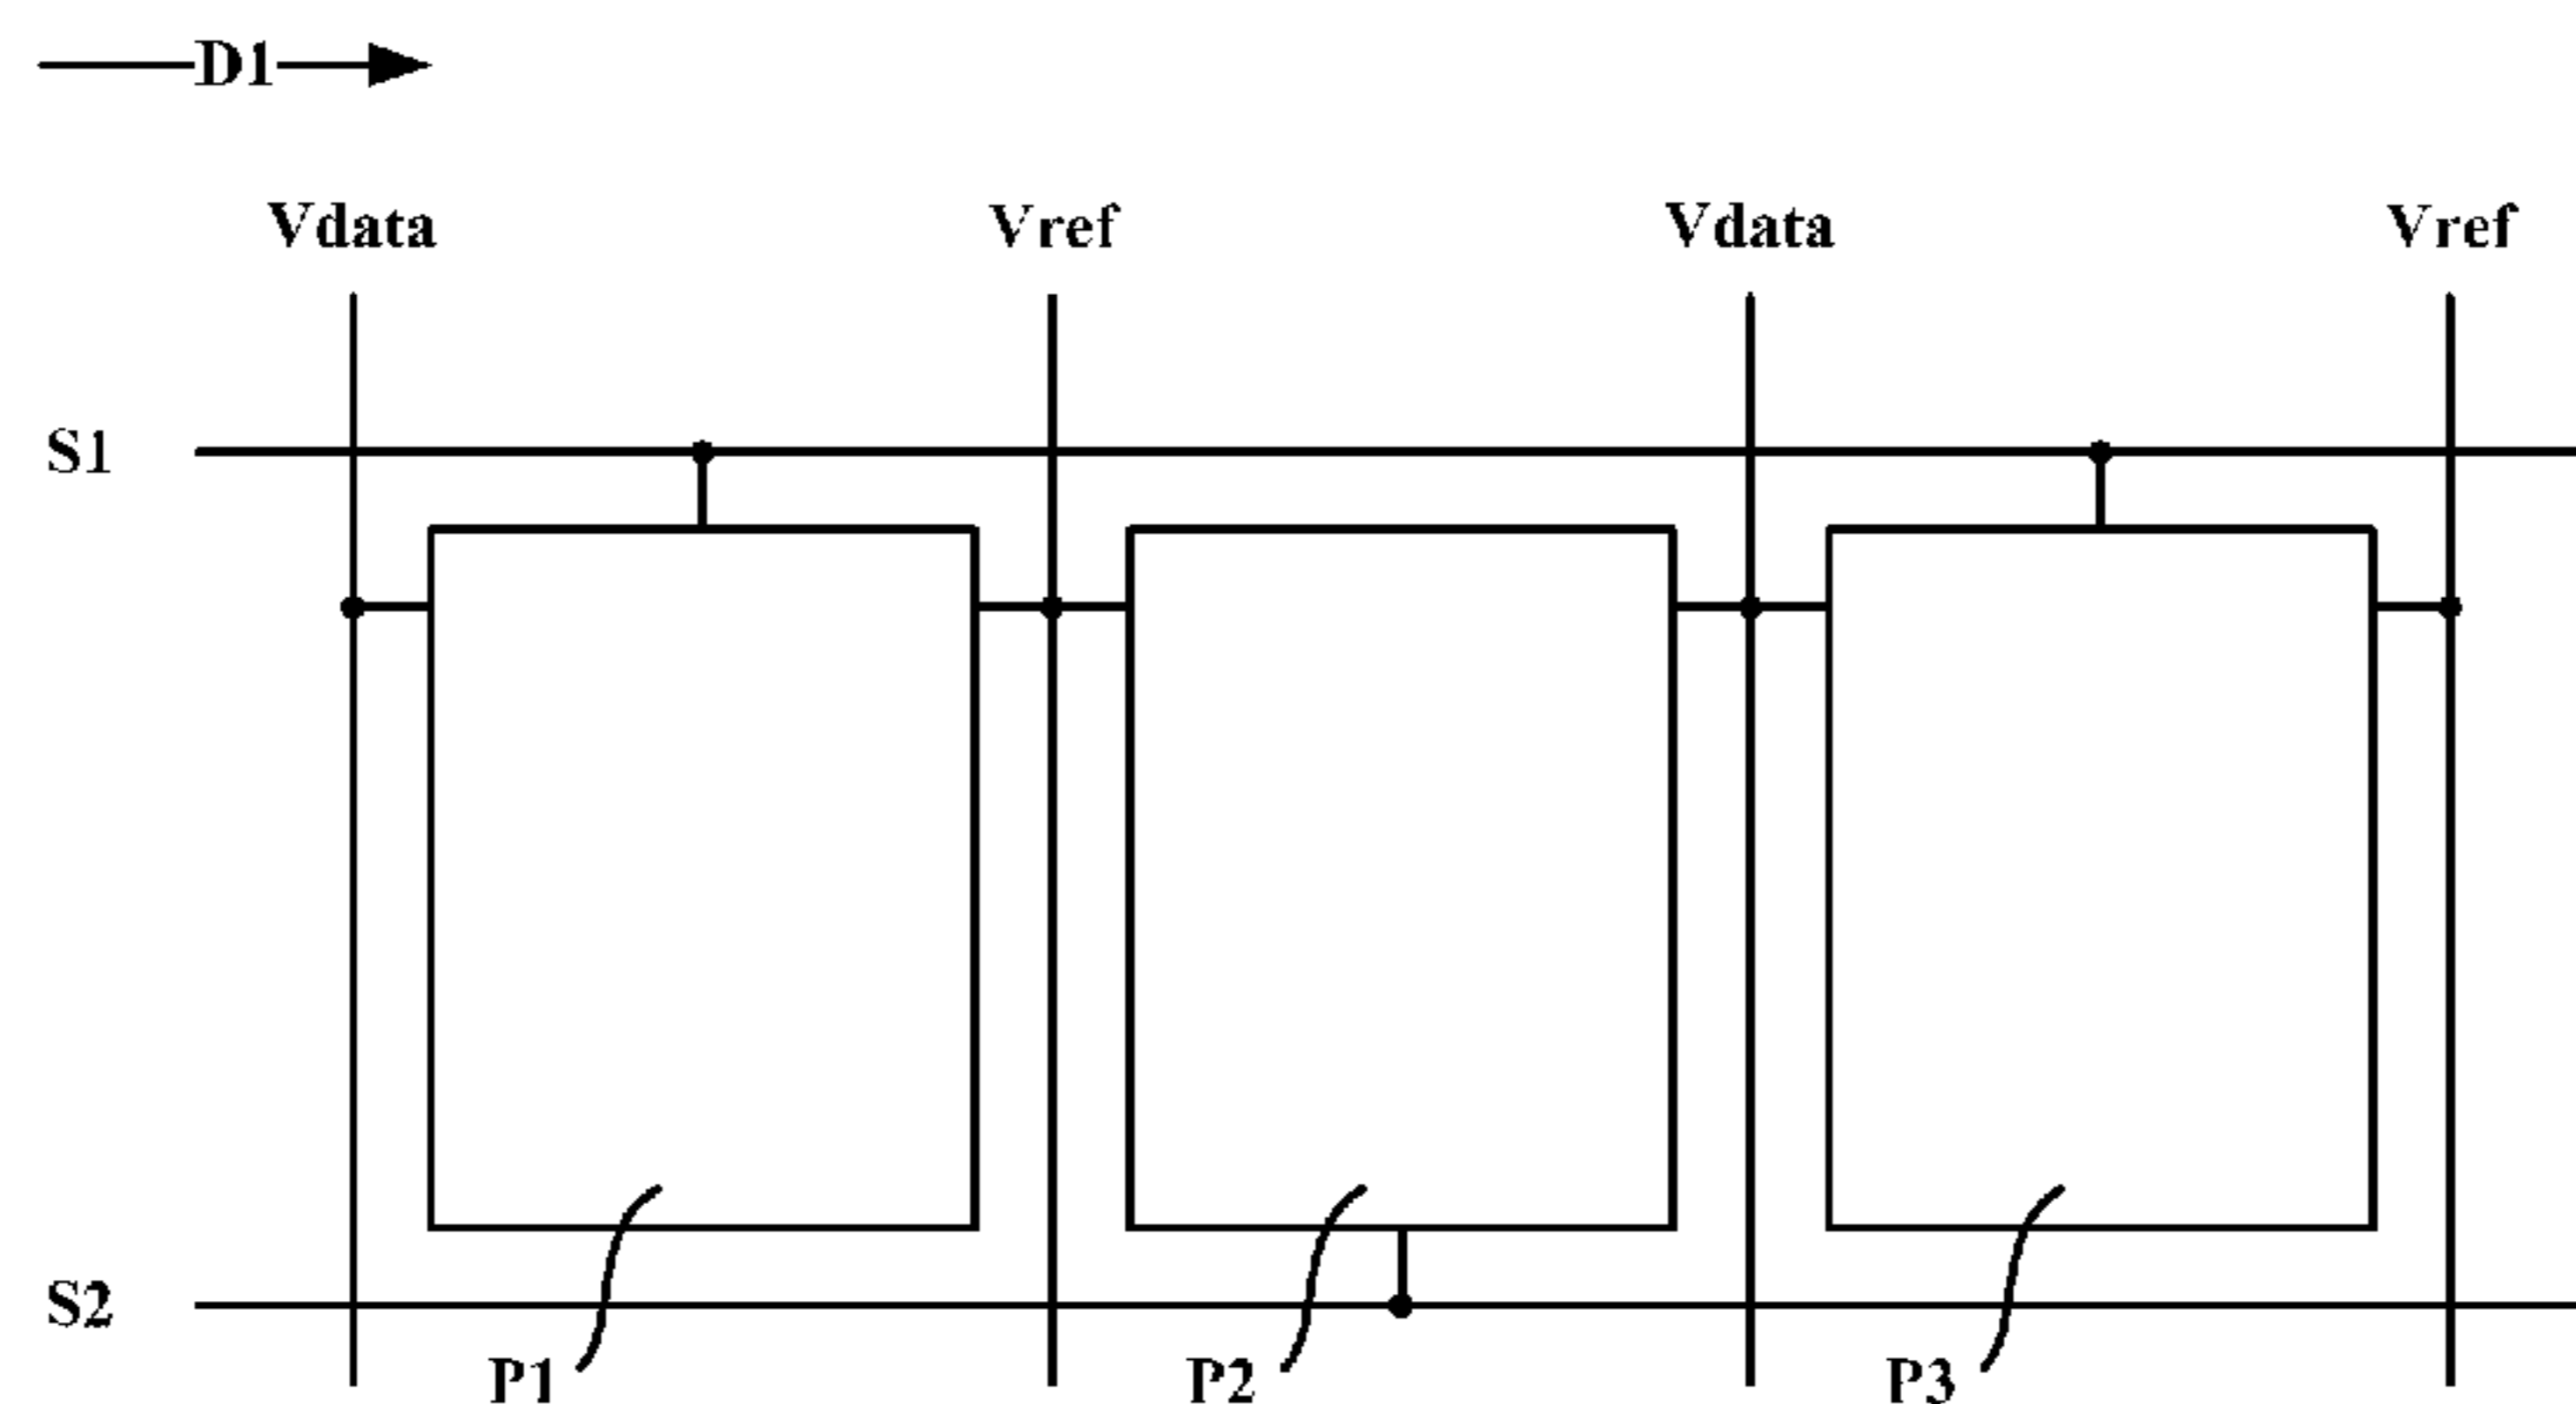 D1
Vdata Vref Vdata Vref
S1
S2
P1 P2 P3